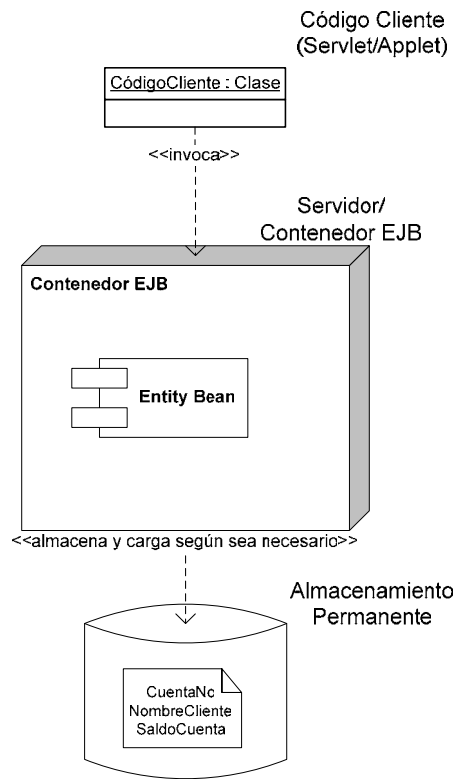 Código Cliente
(Servlet/Applet)
CódigoCliente : Clase
<<invoca>>
Servidor/
Contenedor EJB
Contenedor EJB
Entity Bean
<<almacena y carga según sea necesario>>
Almacenamiento
Permanente
CuentaNo
NombreCliente
SaldoCuenta